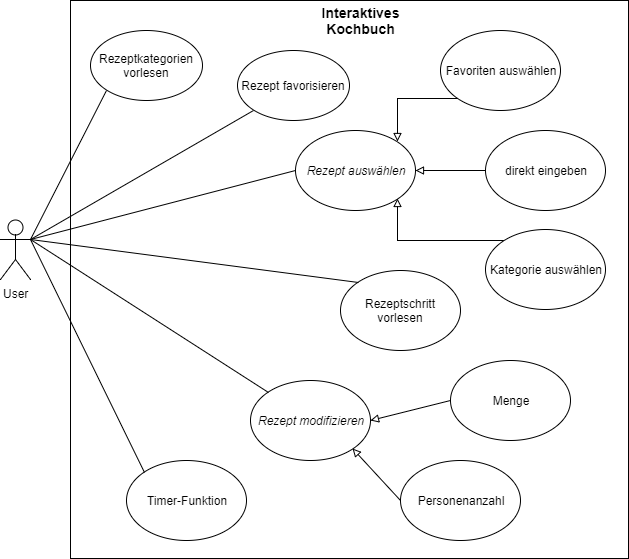 Interaktives
Kochbuch
Rezeptkategorien
vorlesen
Rezept favorisieren
Favoriten auswählen
Rezept auswählen
direkt eingeben
Kategorie auswählen
User
Rezeptschritt
vorlesen
Rezept modifizieren
Menge
Timer-Funktion
Personenanzahl